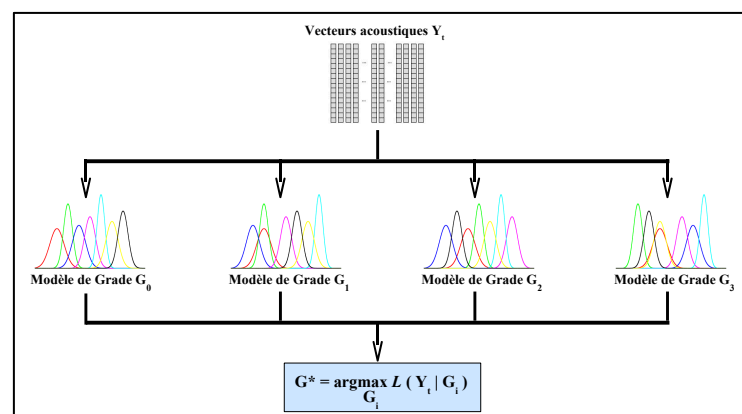 Vecteurs acoustiques Y_t
Modèle de Grade G_0
Modèle de Grade G_1
Modèle de Grade G_2
Modèle de Grade G_3
G* = argmax L ( Y_t | G_i )
G_i